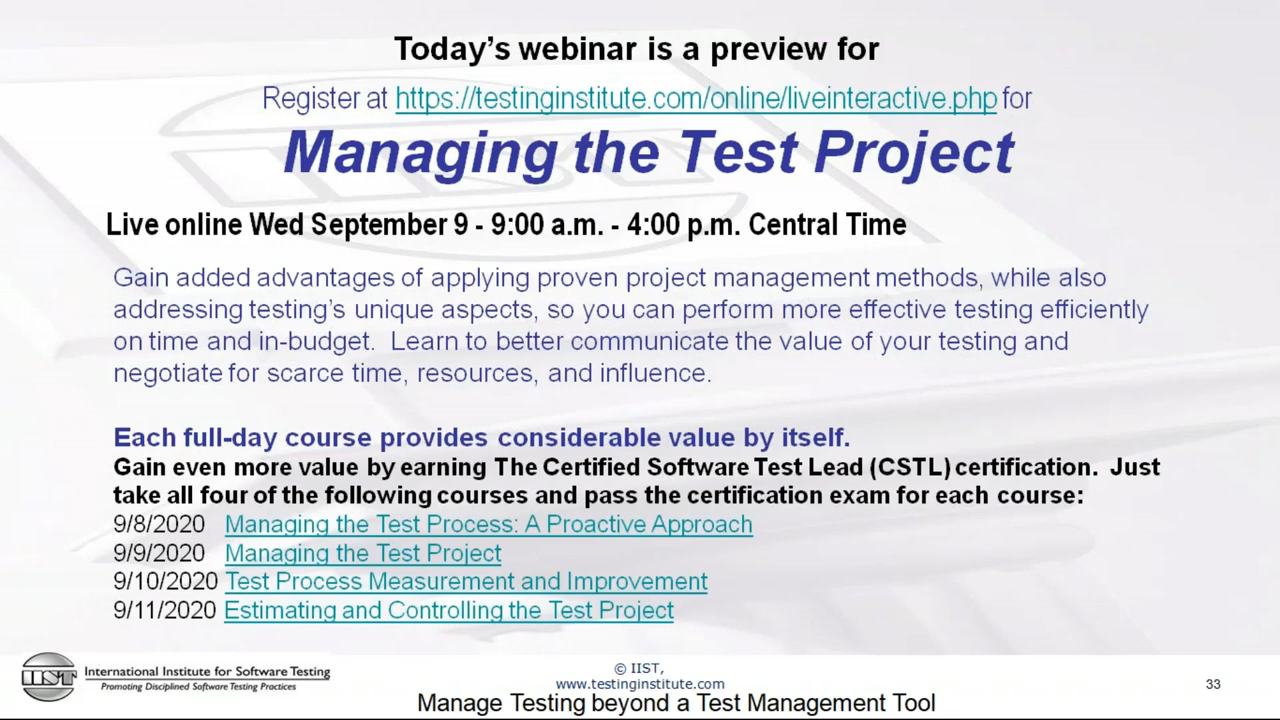 Today's webinar is a preview for
Register at https://testinginstitute.com/online/liveinteractive.php for
Managing the Test Project
Live online Wed September 9 - 9:00 a.m. - 4:00 p.m. Central Time
Gain added advantages of applying proven project management methods, while also
addressing testing's unique aspects, so you can perform more effective testing efficiently
on time and in-budget.  Learn to better communicate the value of your testing and
negotiate for scarce time, resources, and influence.
Each full-day course provides considerable value by itself.
Gain even more value by earning The Certified Software Test Lead (CSTL) certification.  Just
take all four of the following courses and pass the certification exam for each course:
9/8/2020 Managing the Test Process: A Proactive Approach
9/9/2020 Managing the Test Project
9/10/2020 Test Process Measurement and Improvement
9/11/2020 Estimating and Controlling the Test Project
IIST International Institute for Software Testing
Promoting Disciplined Software Testing Practices
© IIST,
www.testinginstitute.com
33
Manage Testing beyond a Test Management Tool